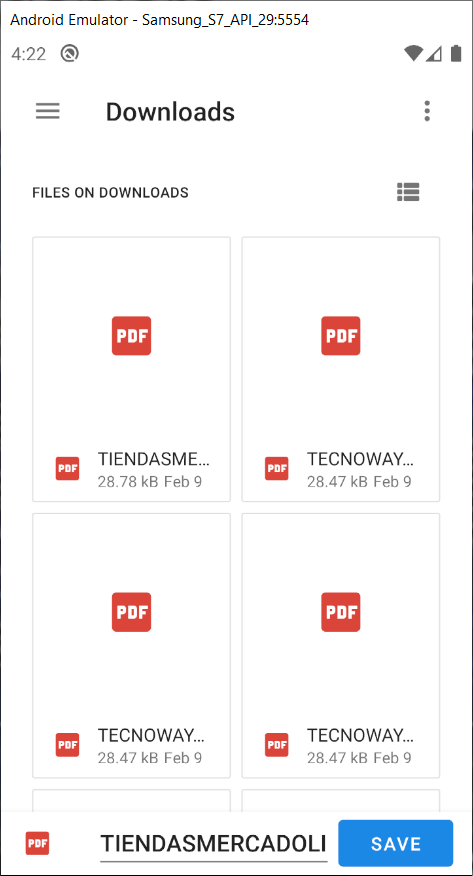 Android Emulator - Samsung_S7_API_29:5554
4:22
Downloads
FILES ON DOWNLOADS
PDF
PDF
PDF TIENDASME...
28.78 kB Feb 9
PDF TECNOWAY...
28.47 kB Feb 9
PDF
PDF
PDF TECNOWAY...
28.47 kB Feb 9
PDF TECNOWAY...
28.47 kB Feb 9
PDF TIENDASMERCADOLI SAVE